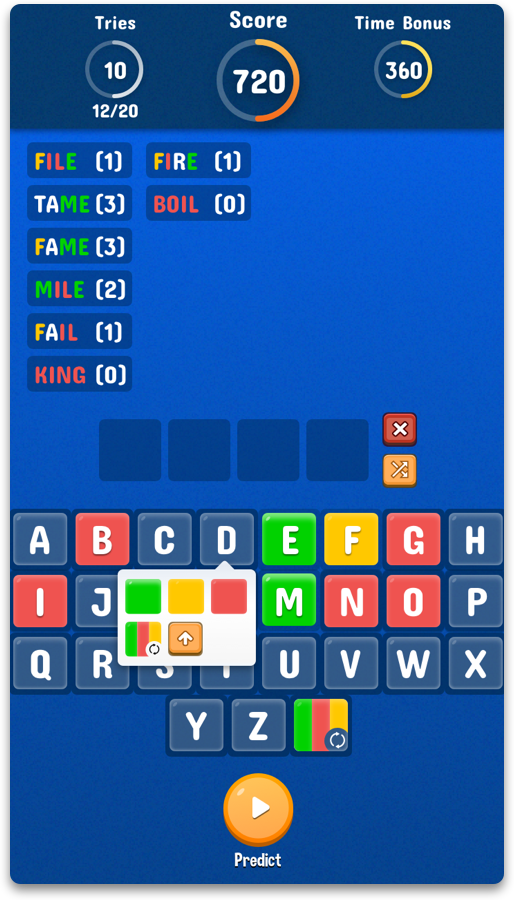 Tries Score Time Bonus
10 720 360
12/20
FILE (1) FIRE (1)
TAME (3) BOIL (0)
FAME (3)
MILE (2)
FAIL (1)
KING (0)
A B C D E F G H
I J M N O P
Q R S T U V W X
Y Z
Predict